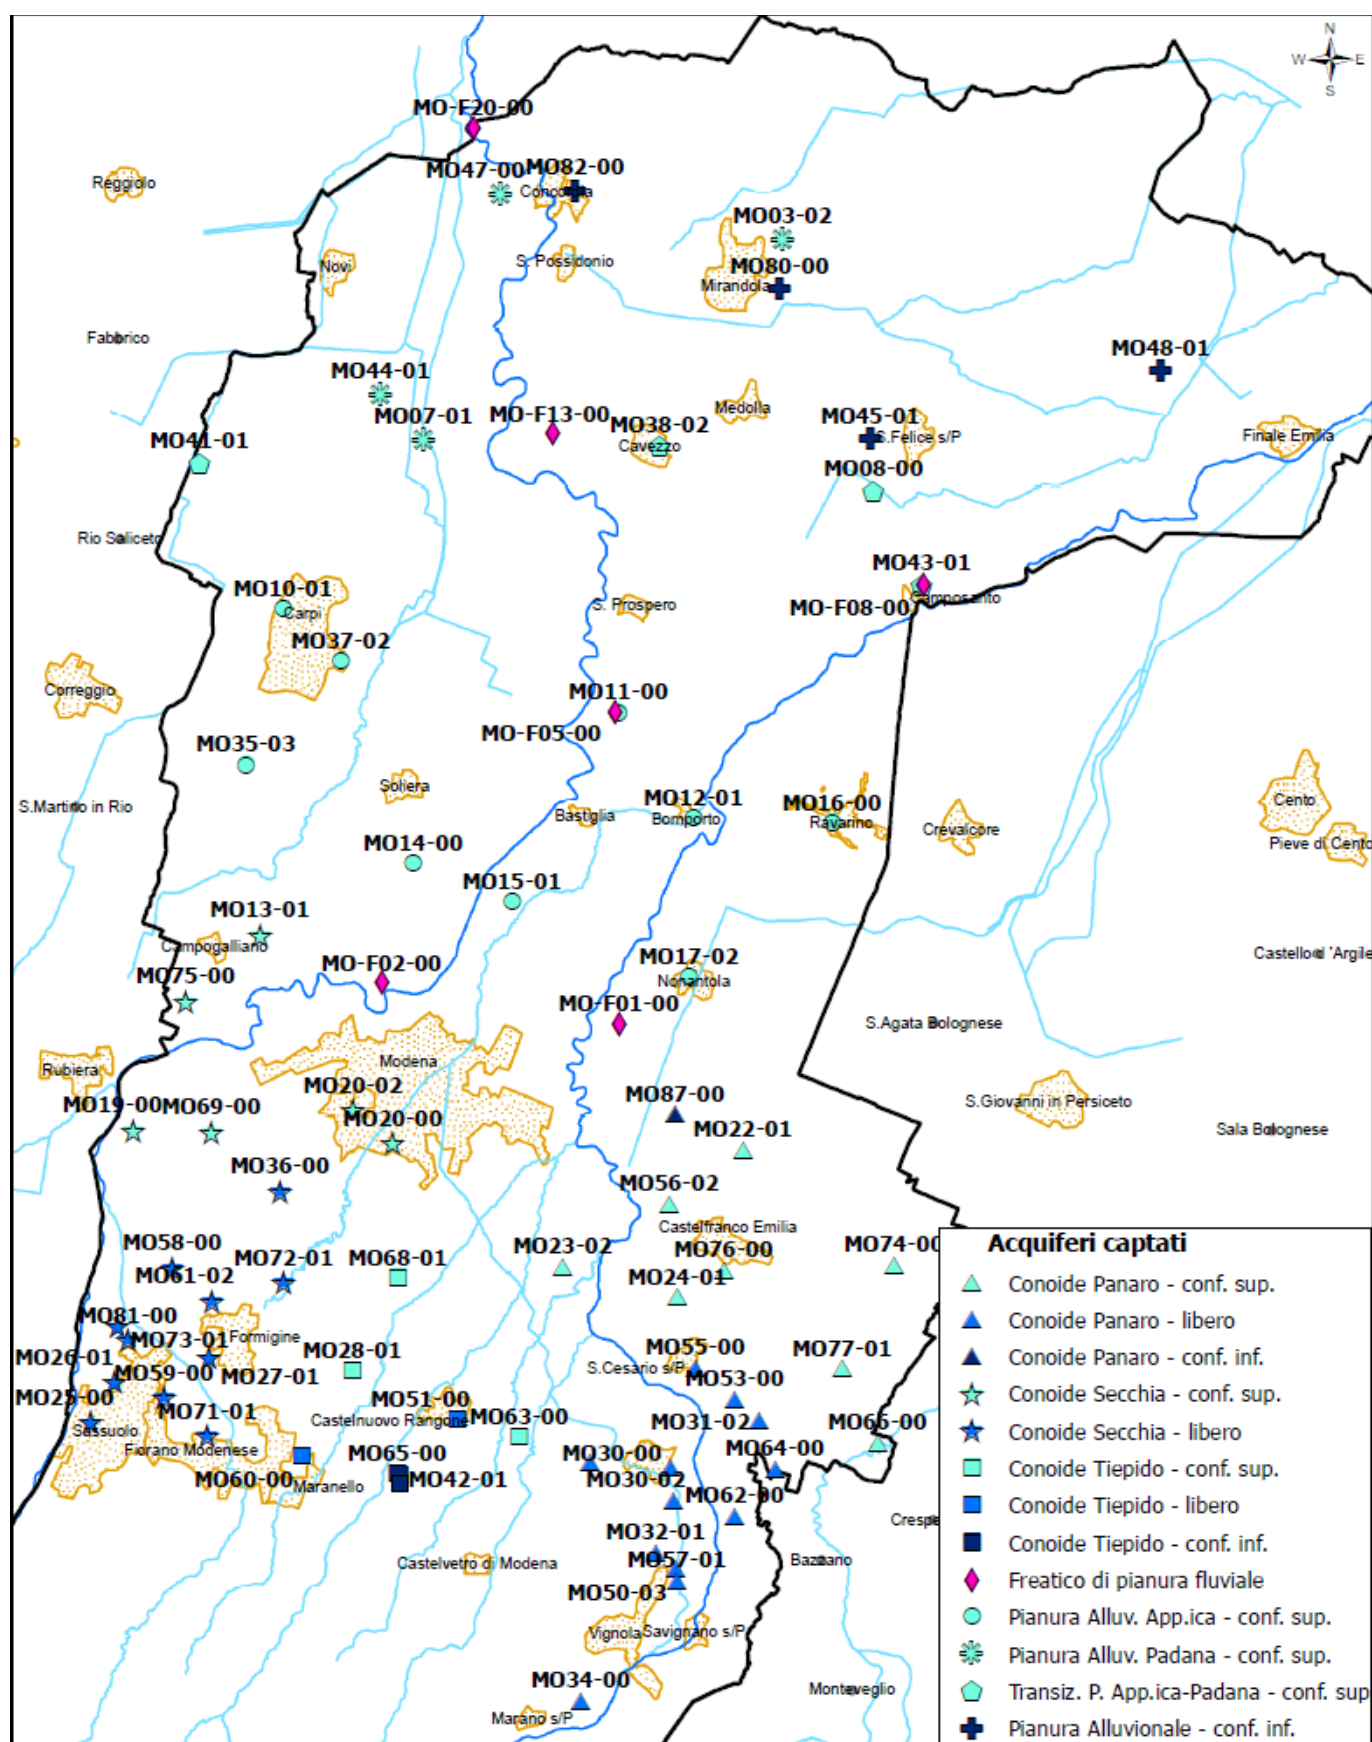 N
W
E
S
MO-F20-00
MO47-00
MO82-00
Reggiolo
MO03-02
Novi
S. Possidonio
MO80-00
Mirandola
Fabbrico
MO48-01
MO44-01
MO07-01
MO-F13-00
MO38-02
Medolla
MO45-01
MO41-01
Cavezzo
S.Felice s/P
Finale Emilia
MO08-00
Rio Saliceto
MO43-01
MO10-01
Carpi
S. Prospero
MO-F08-00
Camposanto
MO37-02
Correggio
MO11-00
MO-F05-00
MO35-03
Soliera
S.Martino in Rio
MO12-01
MO16-00
Cento
Bastiglia
Bomporto
Ravarino
Crevalcore
Pieve di Cento
MO14-00
MO15-01
MO13-01
Campogalliano
Castello d 'Argile
MO75-00
MO-F02-00
MO17-02
Nonantola
MO-F01-00
S.Agata Bolognese
Modena
Rubiera
MO20-02
MO87-00
S.Giovanni in Persiceto
MO19-00
MO69-00
MO20-00
MO22-01
Sala Bolognese
MO36-00
MO56-02
Castelfranco Emilia
MO58-00
MO72-01
MO68-01
MO23-02
MO76-00
MO74-00
MO61-02
MO24-01
MO81-00
MO73-01
Formigine
MO26-01
MO59-00
MO27-01
MO28-01
MO55-00
S.Cesario s/P
MO77-01
MO25-00
MO53-00
MO71-01
MO51-00
Castelnuovo Rangone
MO63-00
MO31-02
MO66-00
Sassuolo
Fiorano Modenese
MO65-00
MO30-00
MO64-00
MO60-00
Maranello
MO42-01
MO30-02
MO62-00
MO32-01
Castelvetro di Modena
MO57-01
Bazzano
MO50-03
Vignola
Savignano s/P
MO34-00
Marano s/P
Monteveglio
Acquiferi captati
Conoide Panaro - conf. sup.
Conoide Panaro - libero
Conoide Panaro - conf. inf.
Conoide Secchia - conf. sup.
Conoide Secchia - libero
Conoide Tiepido - conf. sup.
Conoide Tiepido - libero
Conoide Tiepido - conf. inf.
Freatico di pianura fluviale
Pianura Alluv. App.ica - conf. sup.
Pianura Alluv. Padana - conf. sup.
Transiz. P. App.ica-Padana - conf. sup
Pianura Alluvionale - conf. inf.